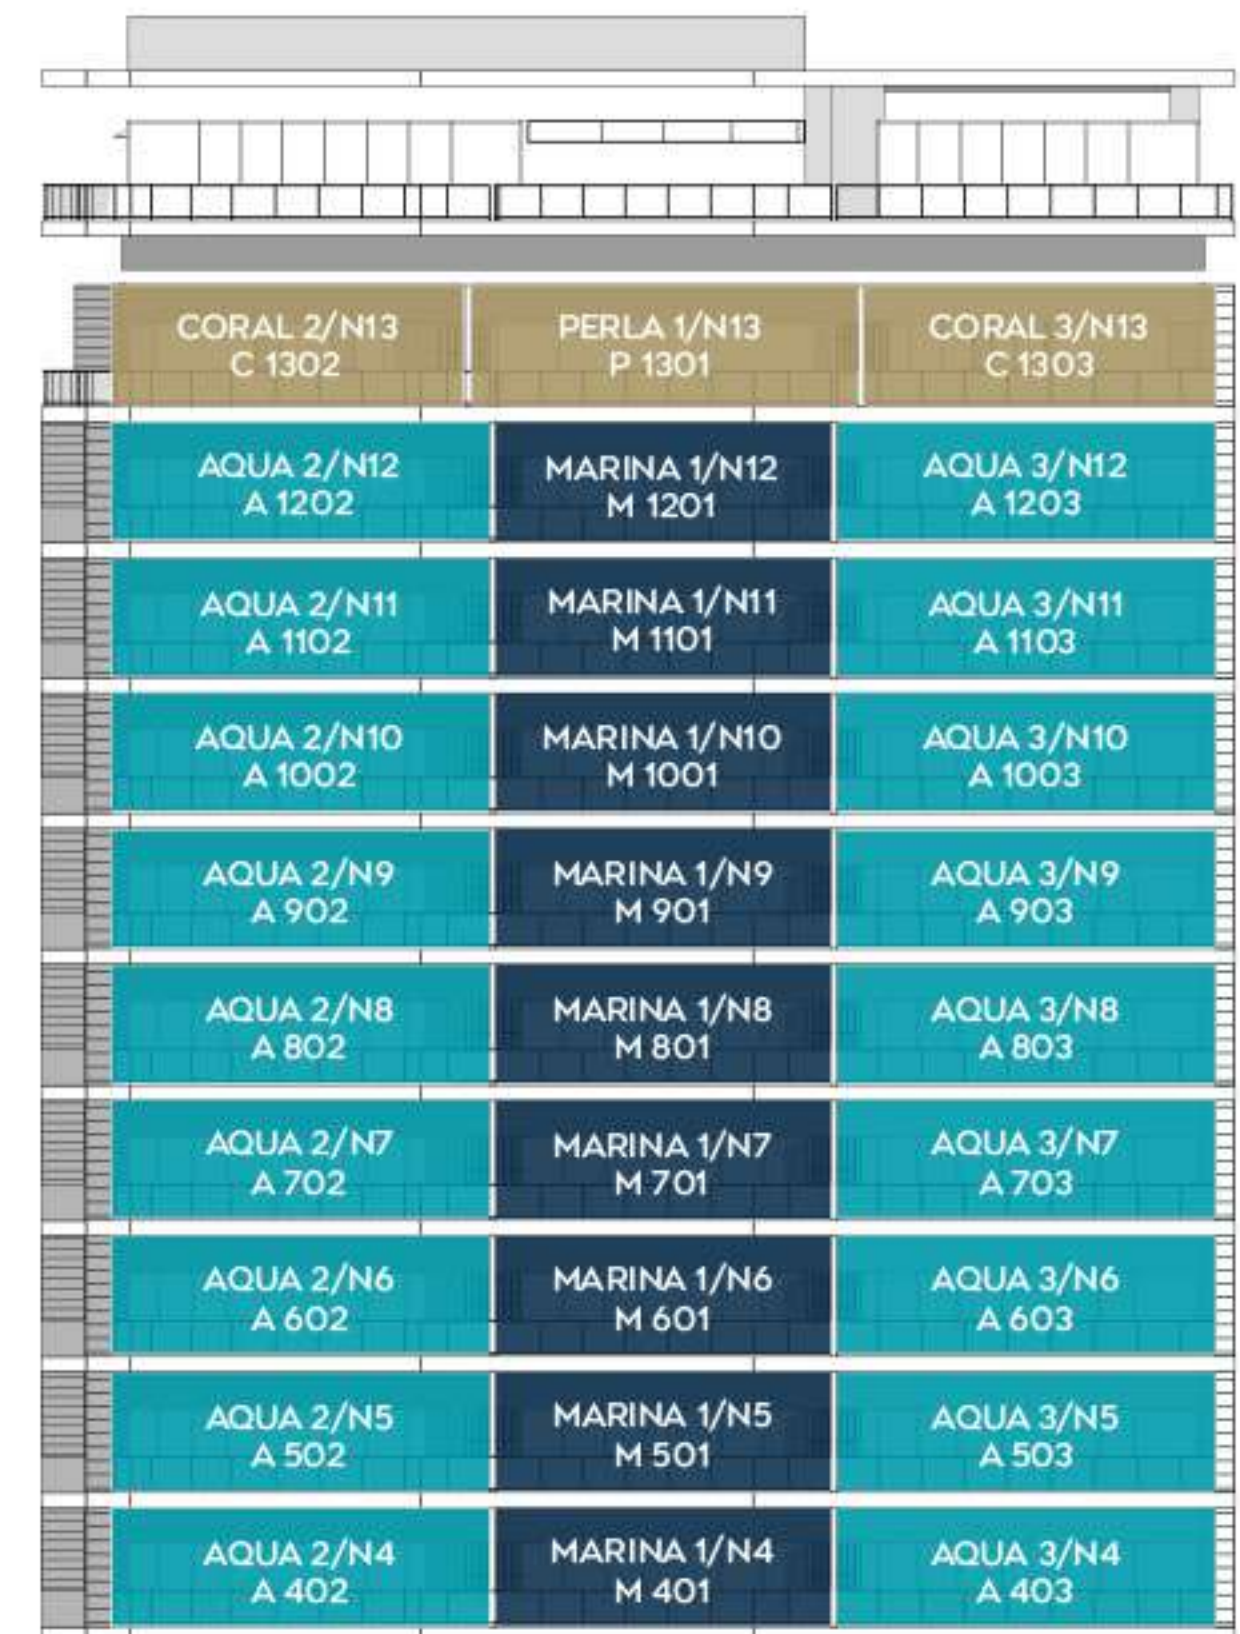 CORAL 2/N13
C 1302
PERLA 1/N13
P 1301
CORAL 3/N13
C 1303
AQUA 2/N12
A 1202
MARINA 1/N12
M 1201
AQUA 3/N12
A 1203
AQUA 2/N11
A 1102
MARINA 1/N11
M 1101
AQUA 3/N11
A 1103
AQUA 2/N10
A 1002
MARINA 1/N10
M 1001
AQUA 3/N10
A 1003
AQUA 2/N9
A 902
MARINA 1/N9
M 901
AQUA 3/N9
A 903
AQUA 2/N8
A 802
MARINA 1/N8
M 801
AQUA 3/N8
A 803
AQUA 2/N7
A 702
MARINA 1/N7
M 701
AQUA 3/N7
A 703
AQUA 2/N6
A 602
MARINA 1/N6
M 601
AQUA 3/N6
A 603
AQUA 2/N5
A 502
MARINA 1/N5
M 501
AQUA 3/N5
A 503
AQUA 2/N4
A 402
MARINA 1/N4
M 401
AQUA 3/N4
A 403